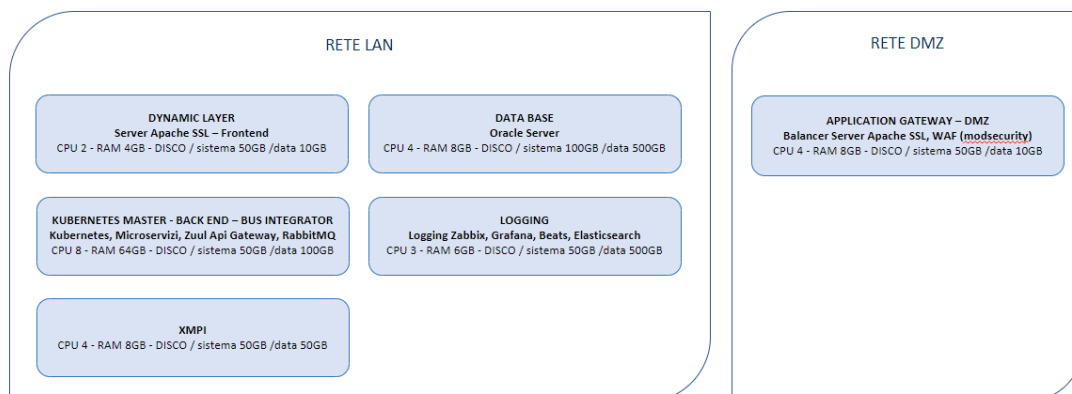 RETE LAN
DYNAMIC LAYER
Server Apache SSL – Frontend
CPU 2 - RAM 4GB - DISCO / sistema 50GB /data 10GB
DATA BASE
Oracle Server
CPU 4 - RAM 8GB - DISCO / sistema 100GB /data 500GB
KUBERNETES MASTER - BACK END – BUS INTEGRATOR
Kubernetes, Microservizi, Zuul Api Gateway, RabbitMQ
CPU 8 - RAM 64GB - DISCO / sistema 50GB /data 100GB
LOGGING
Logging Zabbix, Grafana, Beats, Elasticsearch
CPU 3 - RAM 6GB - DISCO / sistema 50GB /data 500GB
XMPI
CPU 4 - RAM 8GB - DISCO / sistema 50GB /data 50GB
RETE DMZ
APPLICATION GATEWAY – DMZ
Balancer Server Apache SSL, WAF (modsecurity)
CPU 4 - RAM 8GB - DISCO / sistema 50GB /data 10GB